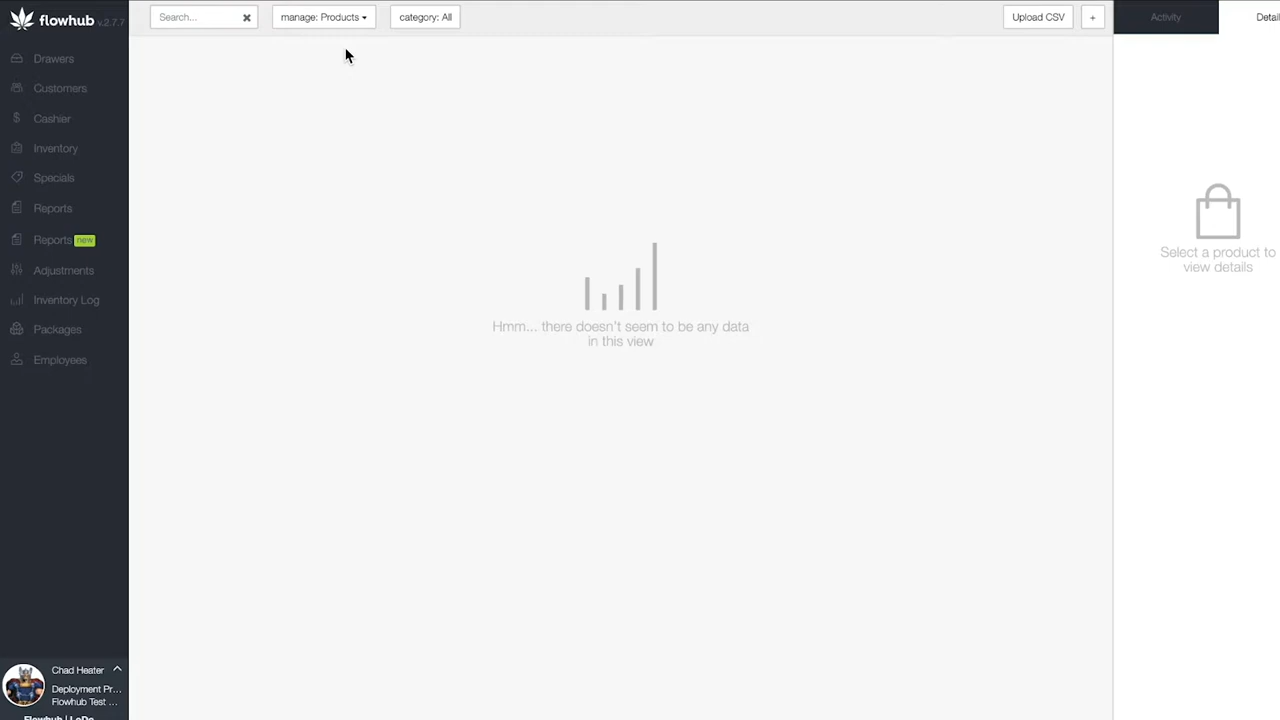 flowhub v.2.7.7
Search...
manage: Products
category: All
Upload CSV
+
Activity
Detail
Drawers
Customers
Cashier
Inventory
Specials
Reports
Reports new
Adjustments
Inventory Log
Packages
Employees
Hmm... there doesn't seem to be any data
in this view
Select a product to
view details
Chad Heater
Deployment Pr...
Flowhub Test ...
Flowhub | LoDo